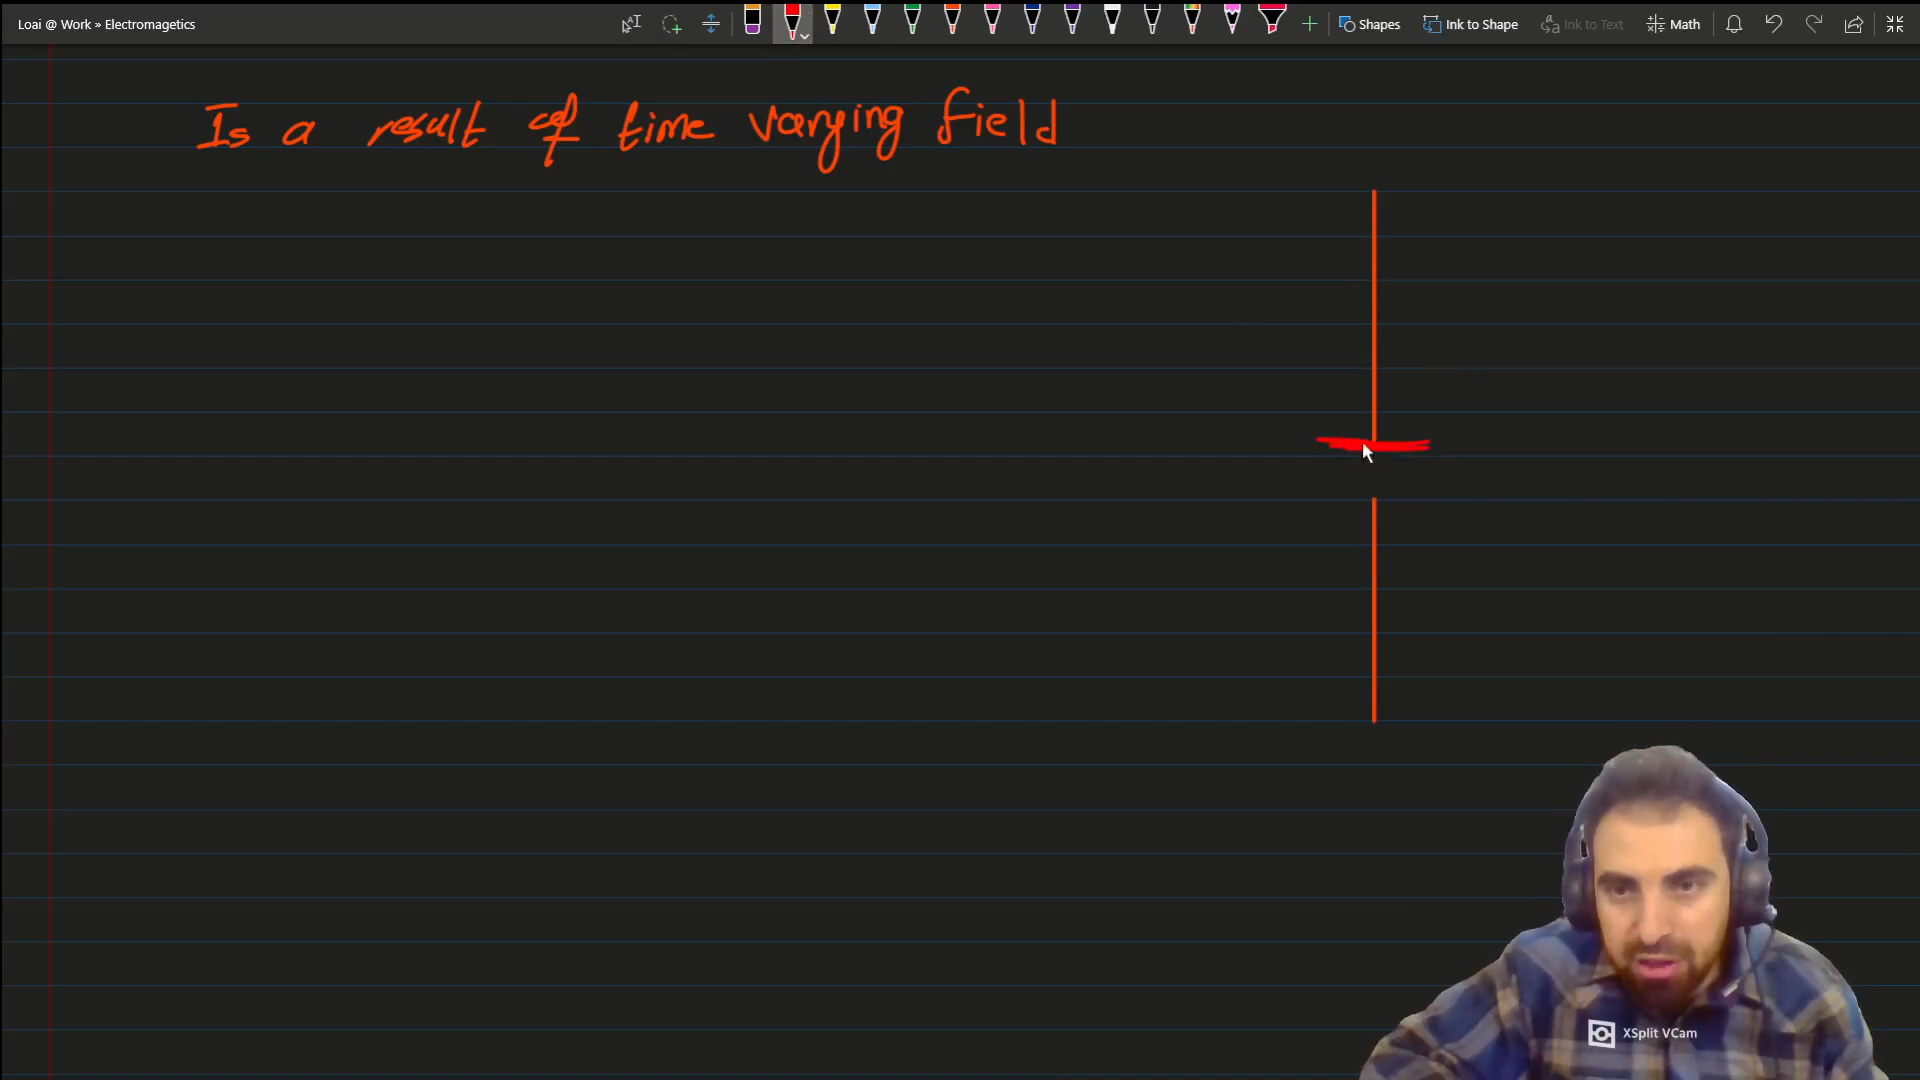 Loai @ Work » Electromagetics
Shapes
Ink to Shape
Ink to Text
Math
Is a result of time varying field
XSplit VCam